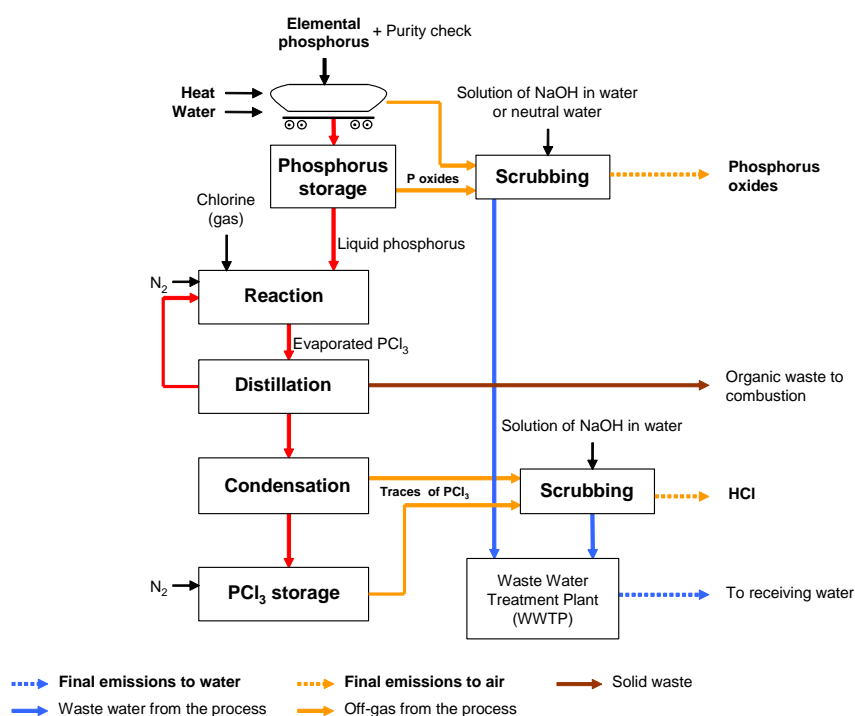 Elemental
phosphorus + Purity check
Heat
Water
Solution of NaOH in water
or neutral water
Phosphorus
storage
P oxides
Scrubbing
Phosphorus
oxides
Chlorine
(gas)
Liquid phosphorus
N₂
Reaction
Evaporated PCl₃
Distillation
Organic waste to
combustion
Solution of NaOH in water
Condensation
Traces of PCl₃
Scrubbing
HCl
N₂
PCl₃ storage
Waste Water
Treatment Plant
(WWTP)
To receiving water
Final emissions to water
Final emissions to air
Solid waste
Waste water from the process
Off-gas from the process